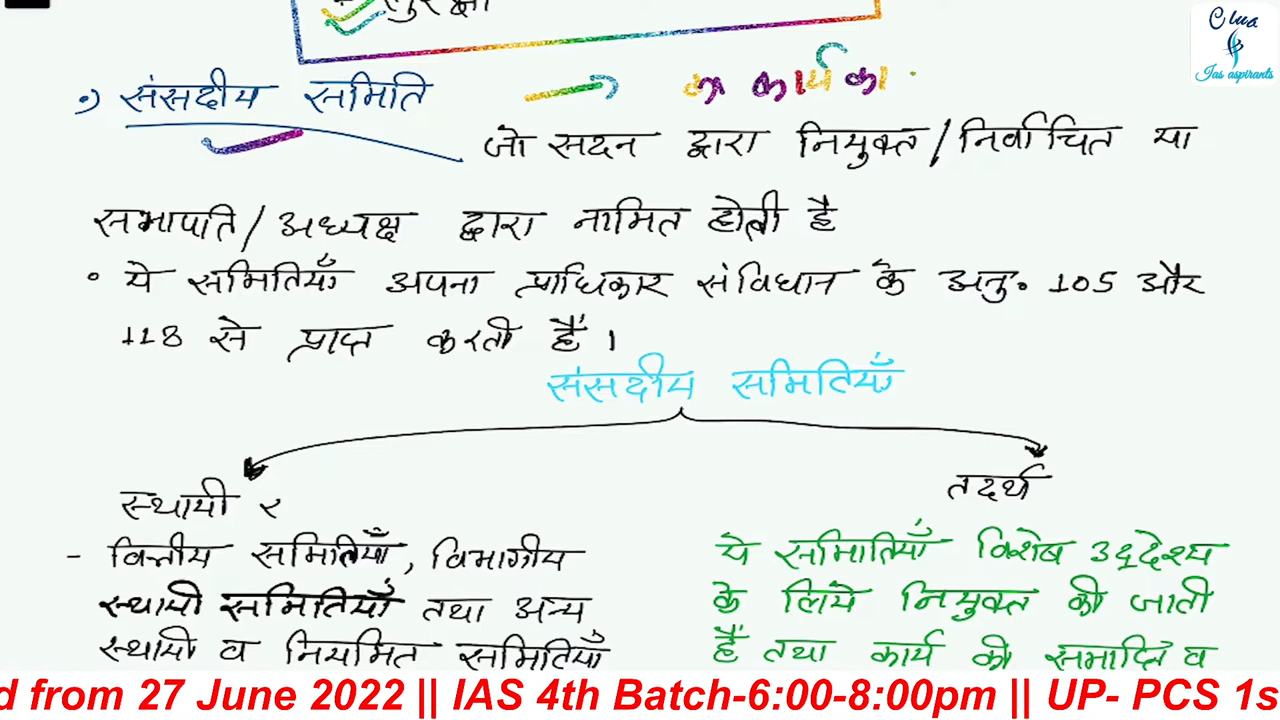 सुरक्षा
Clue
Ias aspirants
संसदीय समिति → का कार्यका
जो सदन द्वारा नियुक्त/निर्वाचित या
सभापति/अध्यक्ष द्वारा नामित होती है
• ये समितियाँ अपना प्राधिकार संविधान के अनु. 105 और
118 से प्राप्त करती हैं ।
संसदीय समितियाँ
स्थायी
तदर्थ
- वित्तीय समितियाँ, विभागीय
स्थायी समितियाँ तथा अन्य
स्थायी व नियमित समितियाँ
ये समितियाँ विशेष उद्देश्य
के लिये नियुक्त की जाती
हैं तथा कार्य की समाप्ति व
d from 27 June 2022 || IAS 4th Batch-6:00-8:00pm || UP- PCS 1s